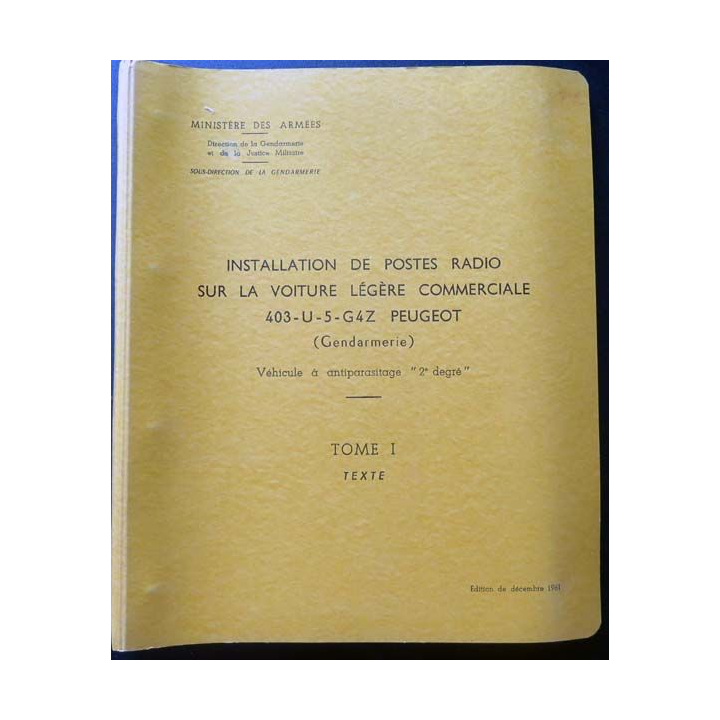 MINISTÈRE DES ARMÉES
Direction de la Gendarmerie
et de la Justice Militaire
SOUS-DIRECTION DE LA GENDARMERIE
INSTALLATION DE POSTES RADIO
SUR LA VOITURE LÉGÈRE COMMERCIALE
403-U-5-G4Z PEUGEOT
(Gendarmerie)
Véhicule à antiparasitage "2e degré"
TOME I
TEXTE
Edition de décembre 1961